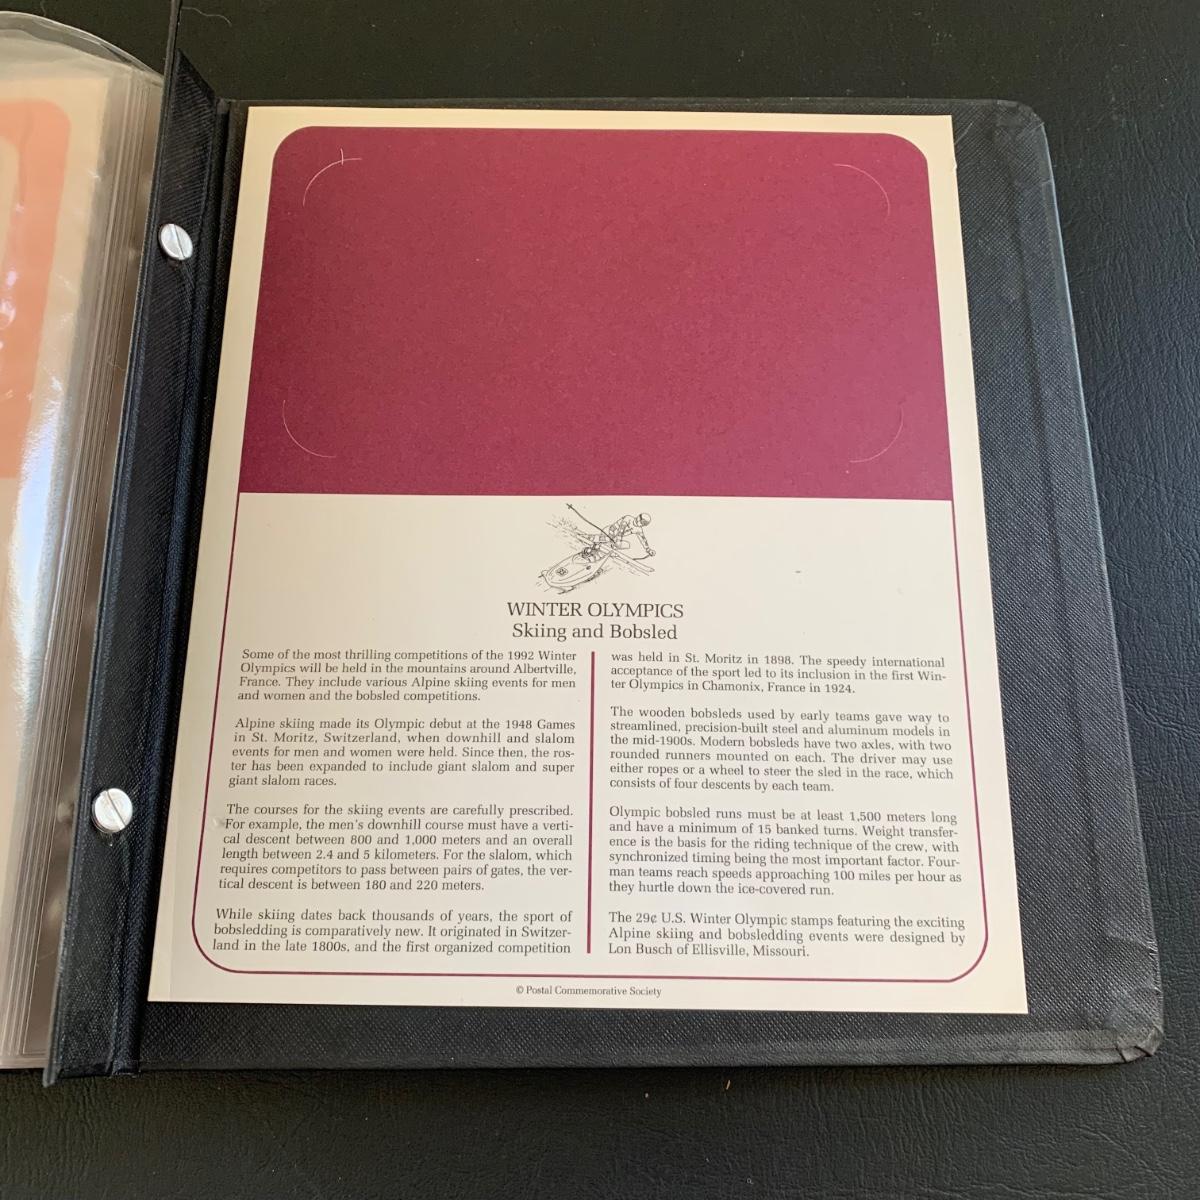 WINTER OLYMPICS
Skiing and Bobsled
Some of the most thrilling competitions of the 1992 Winter
Olympics will be held in the mountains around Albertville,
France. They include various Alpine skiing events for men
and women and the bobsled competitions.
Alpine skiing made its Olympic debut at the 1948 Games
in St. Moritz, Switzerland, when downhill and slalom
events for men and women were held. Since then, the ros-
ter has been expanded to include giant slalom and super
giant slalom races.
The courses for the skiing events are carefully prescribed.
For example, the men's downhill course must have a verti-
cal descent between 800 and 1,000 meters and an overall
length between 2.4 and 5 kilometers. For the slalom, which
requires competitors to pass between pairs of gates, the ver-
tical descent is between 180 and 220 meters.
While skiing dates back thousands of years, the sport of
bobsledding is comparatively new. It originated in Switzer-
land in the late 1800s, and the first organized competition
was held in St. Moritz in 1898. The speedy international
acceptance of the sport led to its inclusion in the first Win-
ter Olympics in Chamonix, France in 1924.
The wooden bobsleds used by early teams gave way to
streamlined, precision-built steel and aluminum models in
the mid-1900s. Modern bobsleds have two axles, with two
rounded runners mounted on each. The driver may use
either ropes or a wheel to steer the sled in the race, which
consists of four descents by each team.
Olympic bobsled runs must be at least 1,500 meters long
and have a minimum of 15 banked turns. Weight transfer-
ence is the basis for the riding technique of the crew, with
synchronized timing being the most important factor. Four-
man teams reach speeds approaching 100 miles per hour as
they hurtle down the ice-covered run.
The 29¢ U.S. Winter Olympic stamps featuring the exciting
Alpine skiing and bobsledding events were designed by
Lon Busch of Ellisville, Missouri.
© Postal Commemorative Society